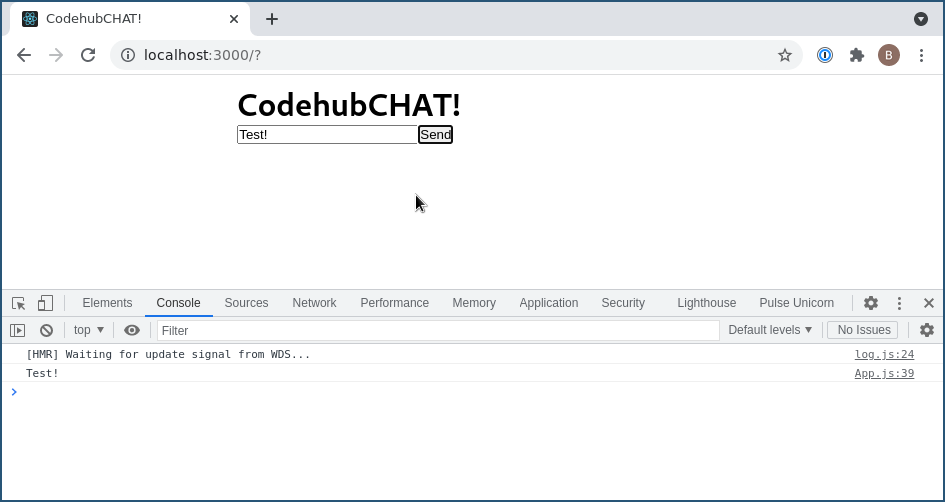 CodehubCHAT!
localhost:3000/?
B
CodehubCHAT!
Test! Send
Elements Console Sources Network Performance Memory Application Security Lighthouse Pulse Unicorn
top Filter Default levels No Issues
[HMR] Waiting for update signal from WDS... log.js:24
Test! App.js:39